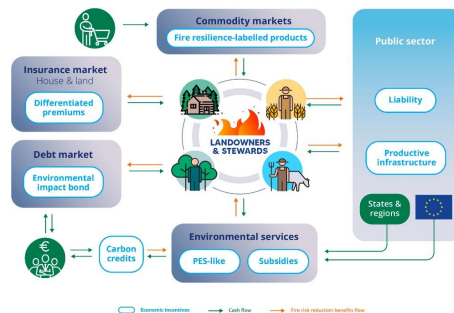 Commodity markets
Fire resilience-labelled products
Public sector
Insurance market
House & land
Differentiated
premiums
Liability
LANDOWNERS
& STEWARDS
Debt market
Environmental
impact bond
Productive
infrastructure
States &
regions
€
Carbon
credits
Environmental services
PES-like
Subsidies
Economic incentives
Cash flow
Fire risk reduction benefits flow